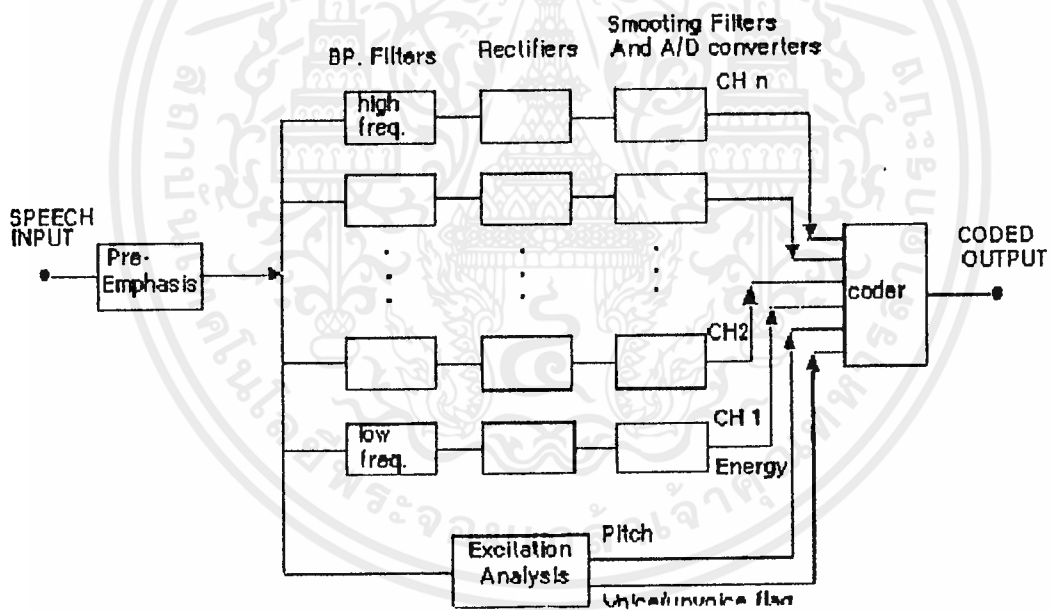 Smooting Filters
BP. Filters
Rectifiers
And A/D converters
CH n
high
freq.
SPEECH
INPUT
Pre-
Emphasis
CODED
OUTPUT
coder
CH2
CH 1
low
freq.
Energy
Pitch
Excitation
Analysis